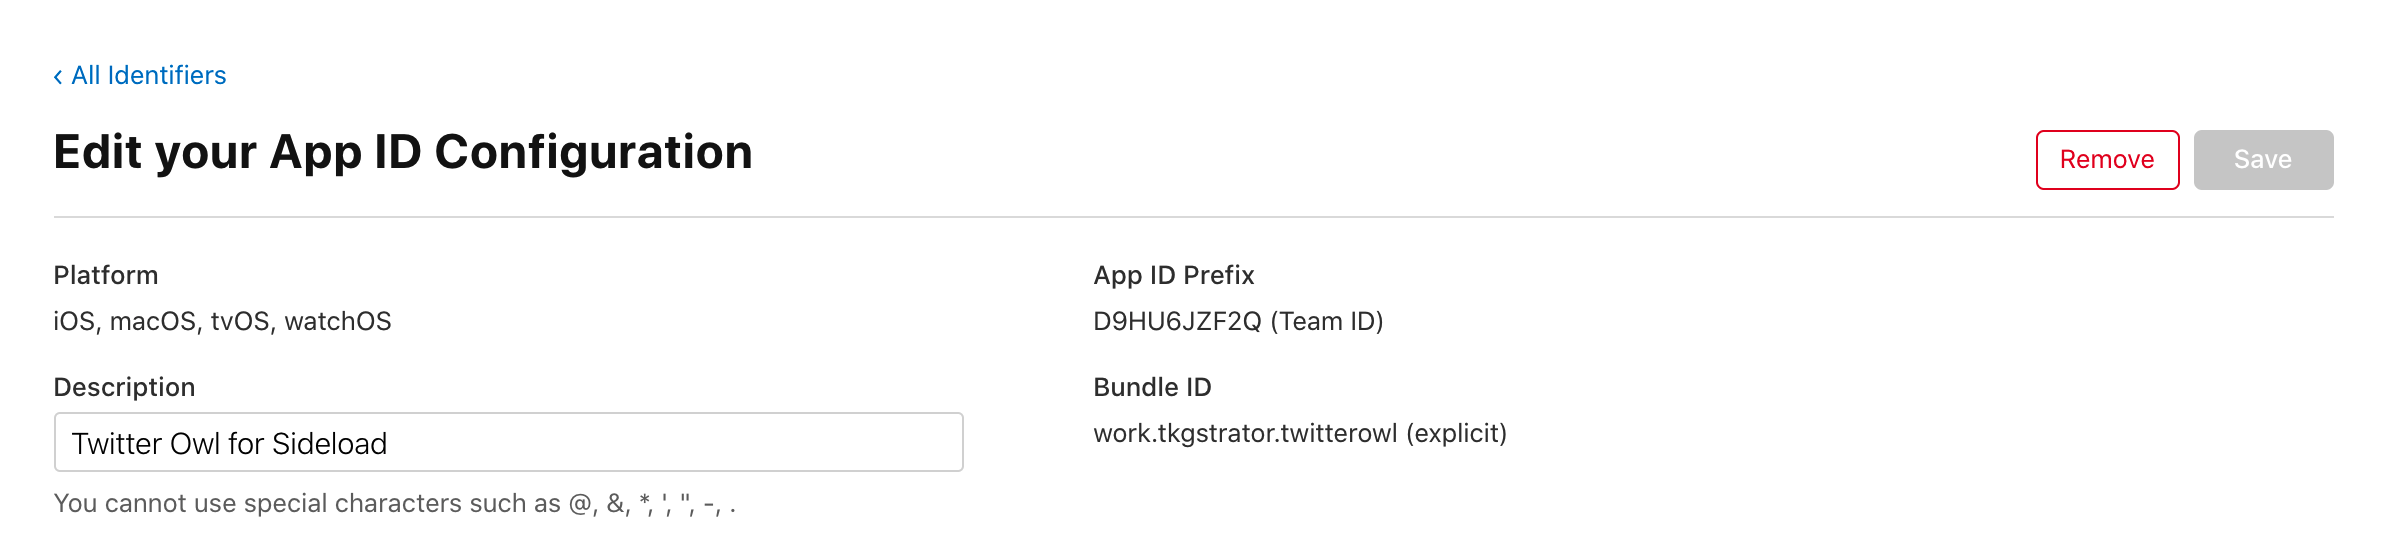 ‹ All Identifiers
Edit your App ID Configuration
Remove
Save
Platform
iOS, macOS, tvOS, watchOS
App ID Prefix
D9HU6JZF2Q (Team ID)
Description
Twitter Owl for Sideload
You cannot use special characters such as @, &, *, ', ", -, .
Bundle ID
work.tkgstrator.twitterowl (explicit)